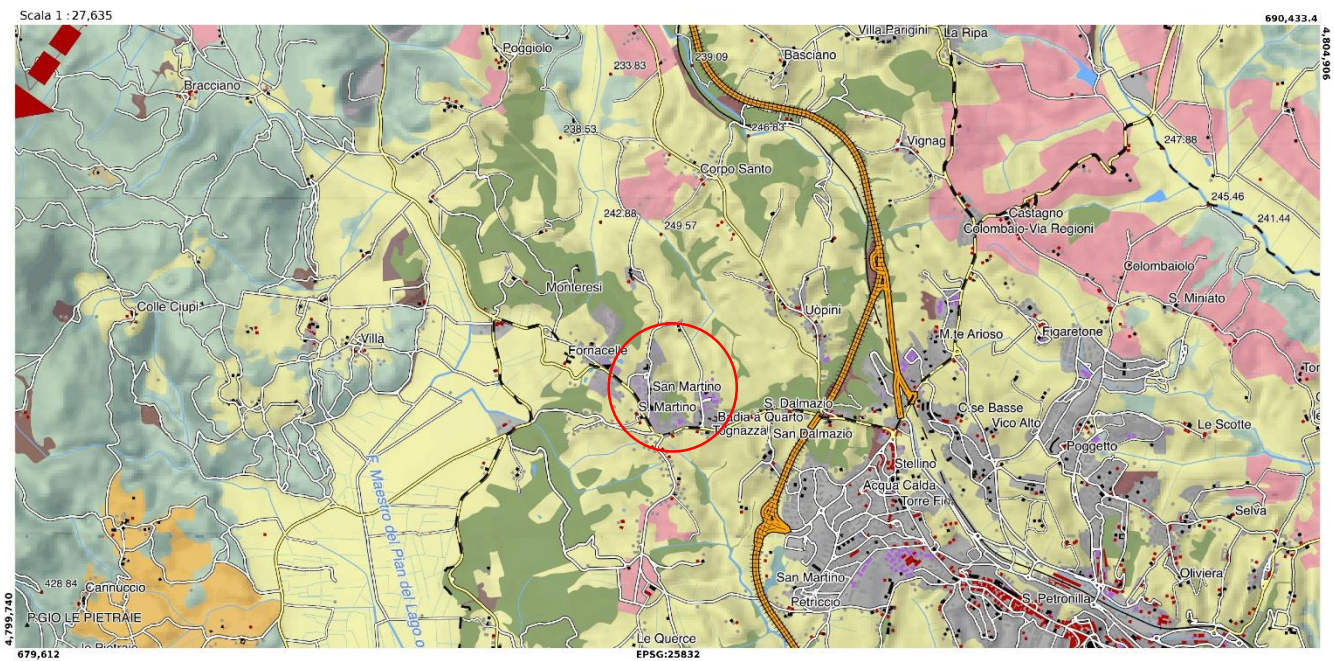 Scala 1 : 27,635
690,433.4
4,804,906
Villa Parigini
La Ripa
Poggiolo
239.09
Basciano
233.83
Bracciano
238.53
246.83
Vignag
247.88
Corpo Santo
245.46
242.88
249.57
Castagno
241.44
Colombaio-Via Regioni
Colombaiolo
Monteresi
S. Miniato
Colle Ciupi
Uopini
Villa
M.te Arioso
Figaretone
Fornacelle
San Martino
S. Martino
S. Dalmazio
C.se Basse
Badia a Quarto
Vico Alto
Tognazza
San Dalmazio
Le Scotte
Poggetto
Stellino
F. Maestro del Pian del Lago o
Acqua Calda
Torre Fi
Selva
428.84
Cannuccio
San Martino
Oliviera
Petriccio
S. Petronilla
P.GIO LE PIETRAIE
Le Querce
4,799,740
679,612
EPSG:25832